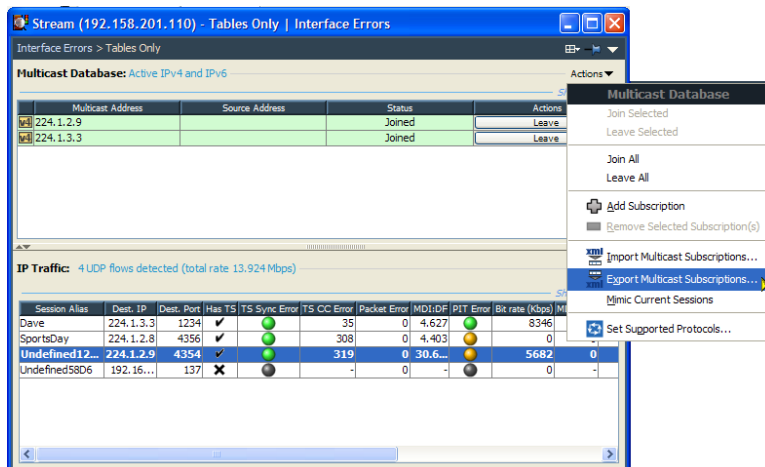 Stream (192.158.201.110) - Tables Only | Interface Errors
Interface Errors > Tables Only
Multicast Database: Active IPv4 and IPv6
Actions
Multicast Address Source Address Status Actions
v4 224.1.2.9 Joined Leave
v4 224.1.3.3 Joined Leave
Multicast Database
Join Selected
Leave Selected
Join All
Leave All
Add Subscription
Remove Selected Subscription(s)
xml Import Multicast Subscriptions...
xml Export Multicast Subscriptions...
Mimic Current Sessions
Set Supported Protocols...
IP Traffic: 4 UDP flows detected (total rate 13.924 Mbps)
Session Alias Dest. IP Dest. Port Has TS TS Sync Error TS CC Error Packet Error MDI:DF PIT Error Bit rate (Kbps)
Dave 224.1.3.3 1234 ✔ 35 0 4.627 8346
SportsDay 224.1.2.8 4356 ✔ 308 0 4.403 0
Undefined12... 224.1.2.9 4354 ✔ 319 0 30.6... 5682 0
Undefined58D6 192.16... 137 ✖ - 0 - 0 -